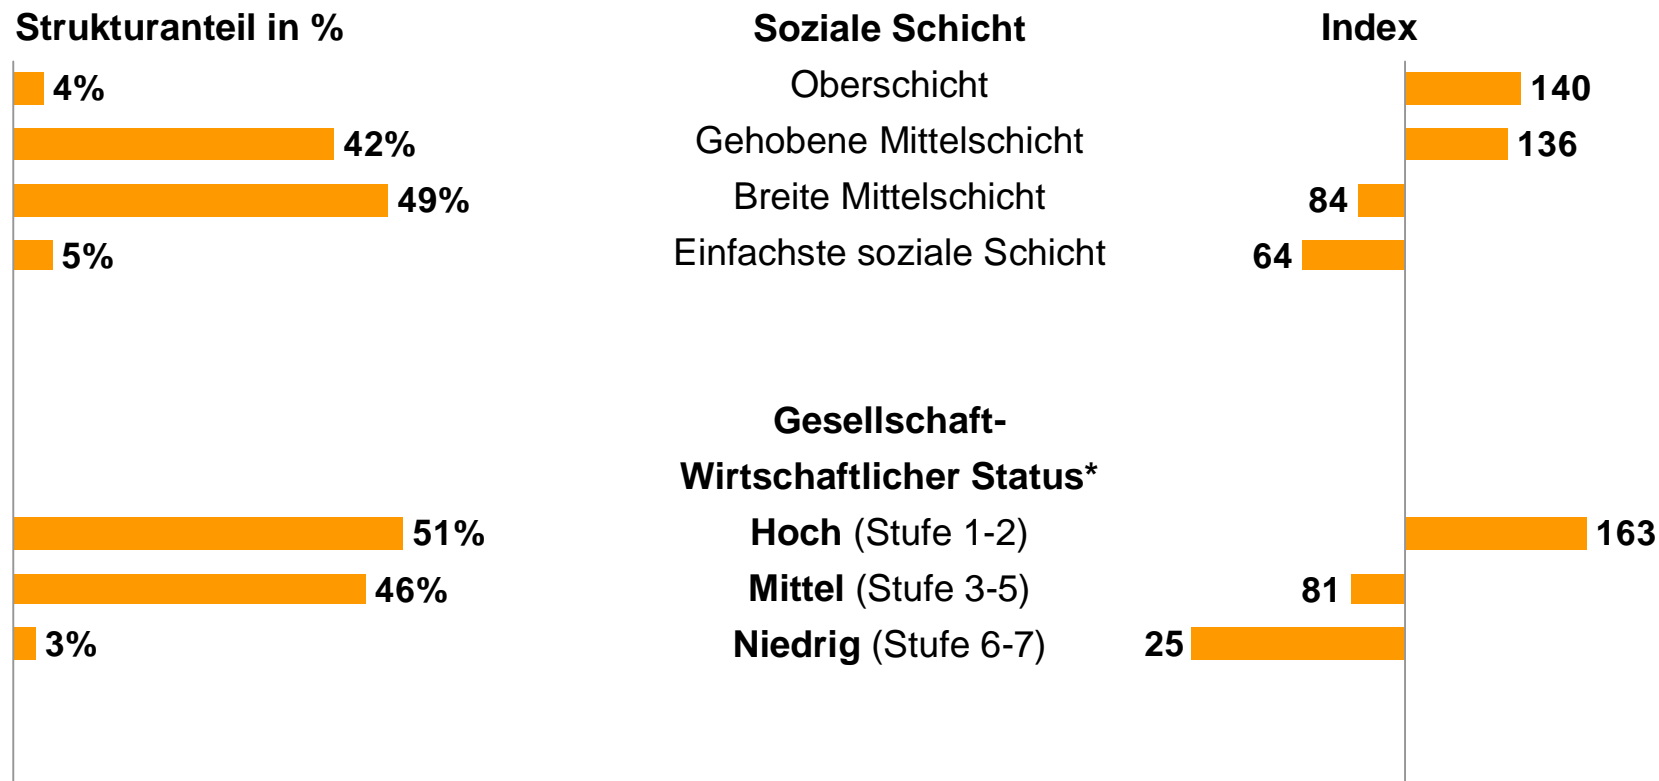 Strukturanteil in % Soziale Schicht Index
4% Oberschicht 140
42% Gehobene Mittelschicht 136
49% Breite Mittelschicht 84
5% Einfachste soziale Schicht 64
Gesellschaft-
Wirtschaftlicher Status*
51% Hoch (Stufe 1-2) 163
46% Mittel (Stufe 3-5) 81
3% Niedrig (Stufe 6-7) 25